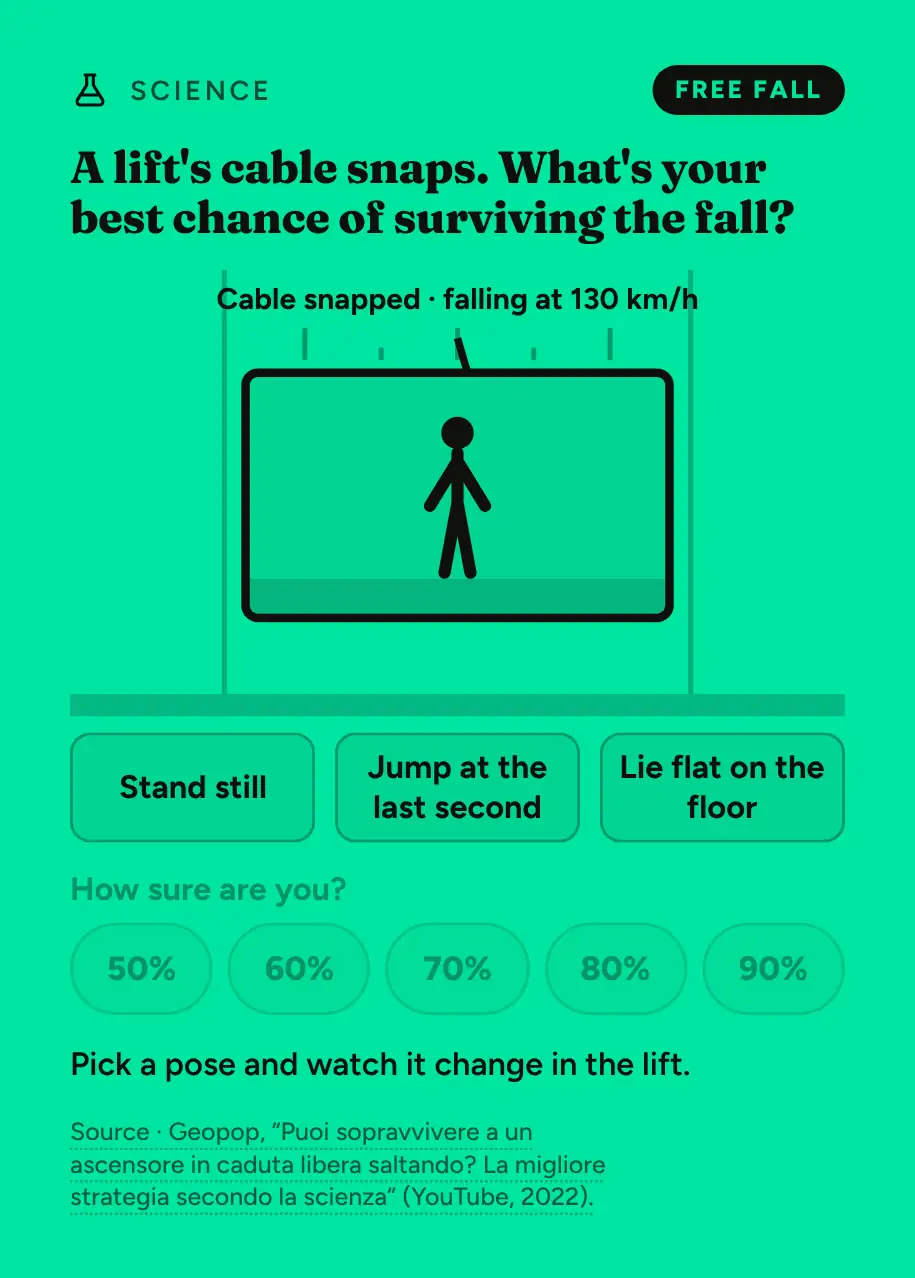 SCIENCE
FREE FALL
A lift's cable snaps. What's your
best chance of surviving the fall?
Cable snapped · falling at 130 km/h
Stand still
Jump at the
last second
Lie flat on the
floor
How sure are you?
50%
60%
70%
80%
90%
Pick a pose and watch it change in the lift.
Source · Geopop, “Puoi sopravvivere a un
ascensore in caduta libera saltando? La migliore
strategia secondo la scienza” (YouTube, 2022).